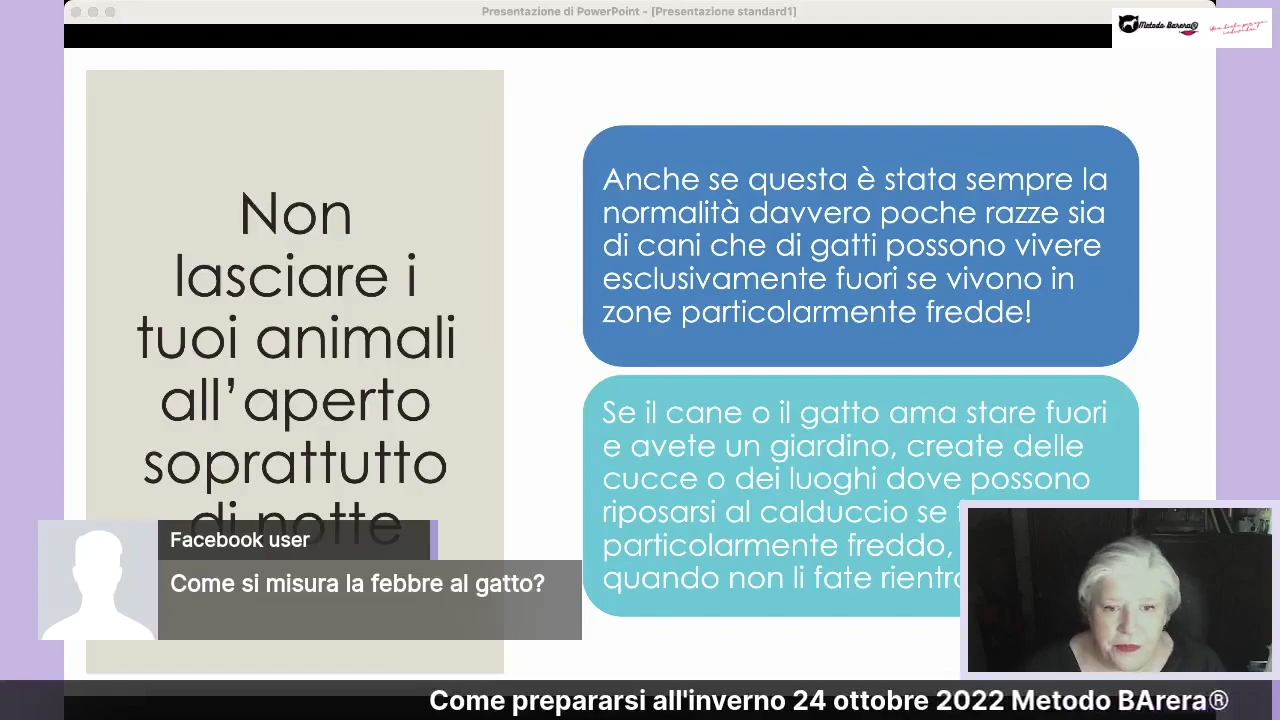 Presentazione di PowerPoint - [Presentazione standard1]
Metodo BArera®
Non
lasciare i
tuoi animali
all'aperto
soprattutto
di notte
Anche se questa è stata sempre la
normalità davvero poche razze sia
di cani che di gatti possono vivere
esclusivamente fuori se vivono in
zone particolarmente fredde!
Se il cane o il gatto ama stare fuori
e avete un giardino, create delle
cucce o dei luoghi dove possono
riposarsi al calduccio se
particolarmente freddo,
quando non li fate
Facebook user
Come si misura la febbre al gatto?
Come prepararsi all'inverno 24 ottobre 2022 Metodo BArera®